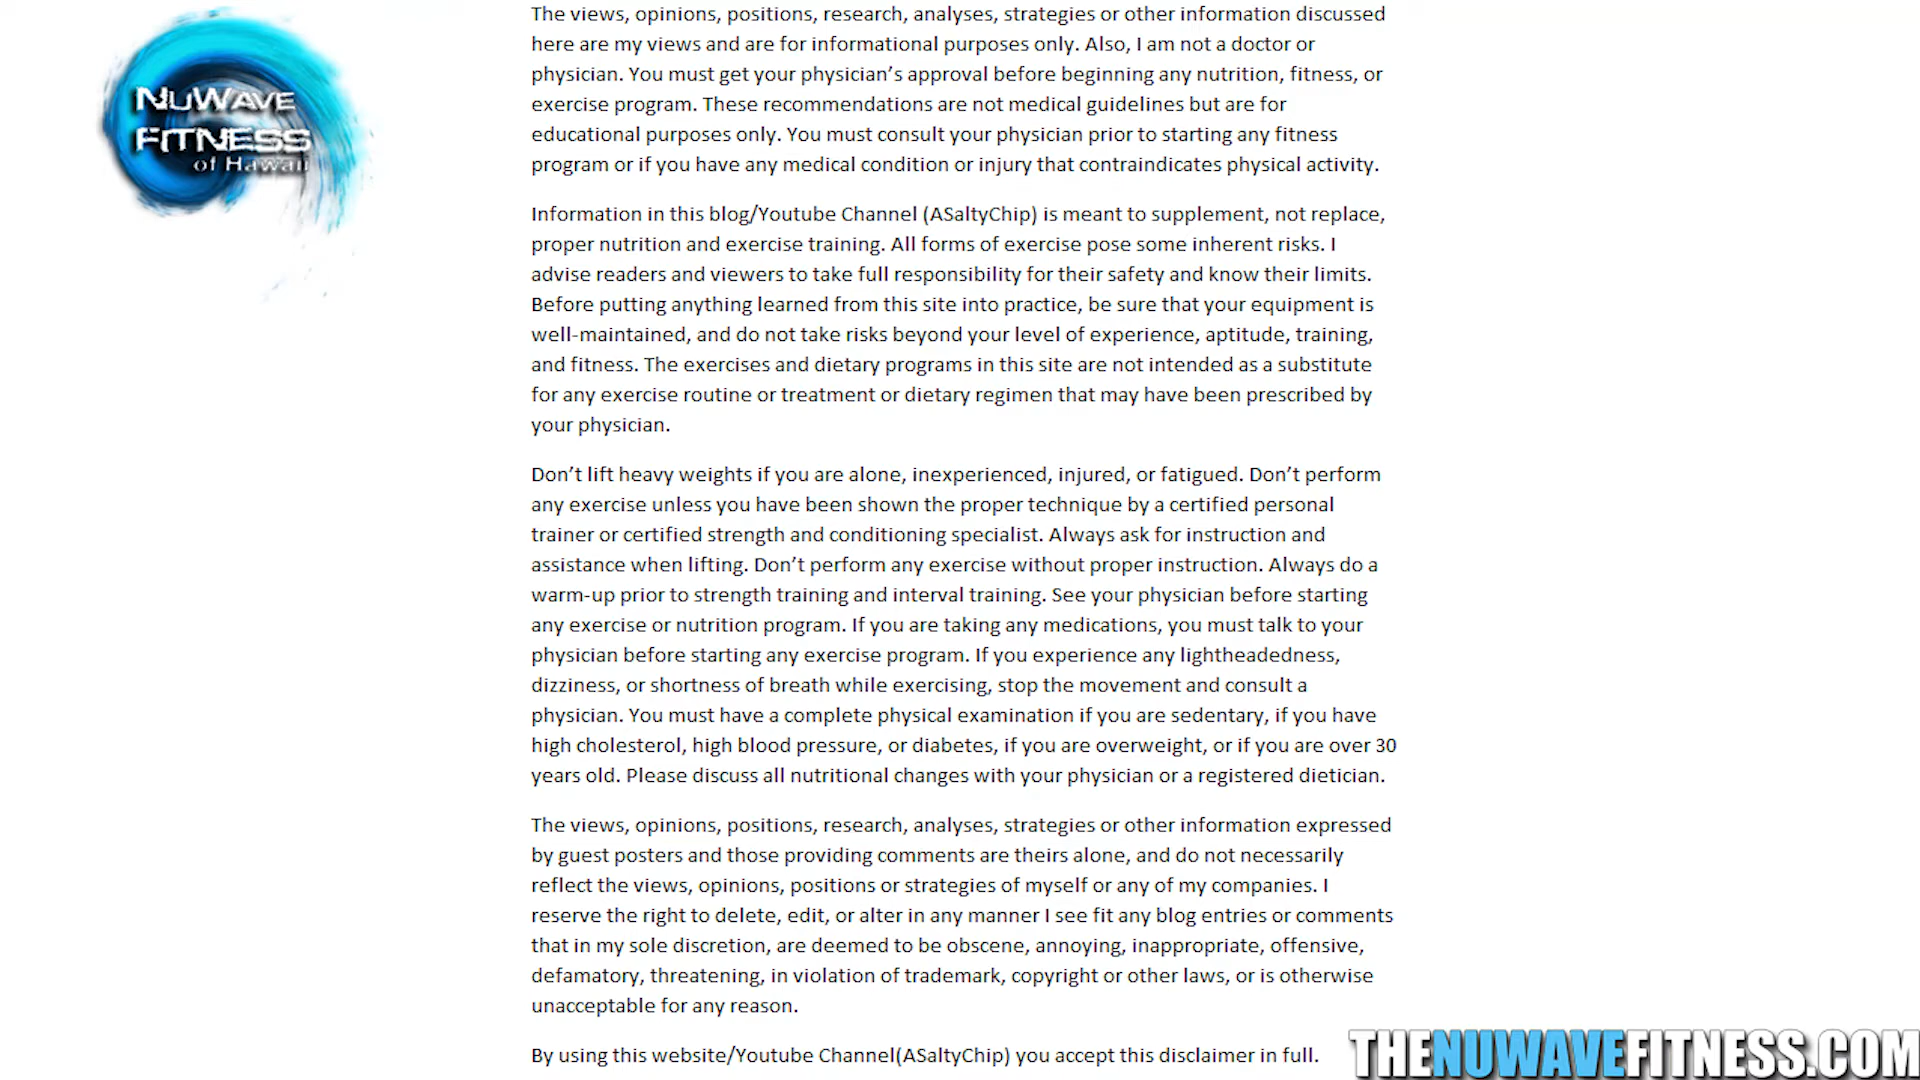 NUWAVE
FITNESS
of Hawaii
The views, opinions, positions, research, analyses, strategies or other information discussed
here are my views and are for informational purposes only. Also, I am not a doctor or
physician. You must get your physician’s approval before beginning any nutrition, fitness, or
exercise program. These recommendations are not medical guidelines but are for
educational purposes only. You must consult your physician prior to starting any fitness
program or if you have any medical condition or injury that contraindicates physical activity.
Information in this blog/Youtube Channel (ASaltyChip) is meant to supplement, not replace,
proper nutrition and exercise training. All forms of exercise pose some inherent risks. I
advise readers and viewers to take full responsibility for their safety and know their limits.
Before putting anything learned from this site into practice, be sure that your equipment is
well-maintained, and do not take risks beyond your level of experience, aptitude, training,
and fitness. The exercises and dietary programs in this site are not intended as a substitute
for any exercise routine or treatment or dietary regimen that may have been prescribed by
your physician.
Don’t lift heavy weights if you are alone, inexperienced, injured, or fatigued. Don’t perform
any exercise unless you have been shown the proper technique by a certified personal
trainer or certified strength and conditioning specialist. Always ask for instruction and
assistance when lifting. Don’t perform any exercise without proper instruction. Always do a
warm-up prior to strength training and interval training. See your physician before starting
any exercise or nutrition program. If you are taking any medications, you must talk to your
physician before starting any exercise program. If you experience any lightheadedness,
dizziness, or shortness of breath while exercising, stop the movement and consult a
physician. You must have a complete physical examination if you are sedentary, if you have
high cholesterol, high blood pressure, or diabetes, if you are overweight, or if you are over 30
years old. Please discuss all nutritional changes with your physician or a registered dietician.
The views, opinions, positions, research, analyses, strategies or other information expressed
by guest posters and those providing comments are theirs alone, and do not necessarily
reflect the views, opinions, positions or strategies of myself or any of my companies. I
reserve the right to delete, edit, or alter in any manner I see fit any blog entries or comments
that in my sole discretion, are deemed to be obscene, annoying, inappropriate, offensive,
defamatory, threatening, in violation of trademark, copyright or other laws, or is otherwise
unacceptable for any reason.
By using this website/Youtube Channel(ASaltyChip) you accept this disclaimer in full.
THENUWAVEFITNESS.COM